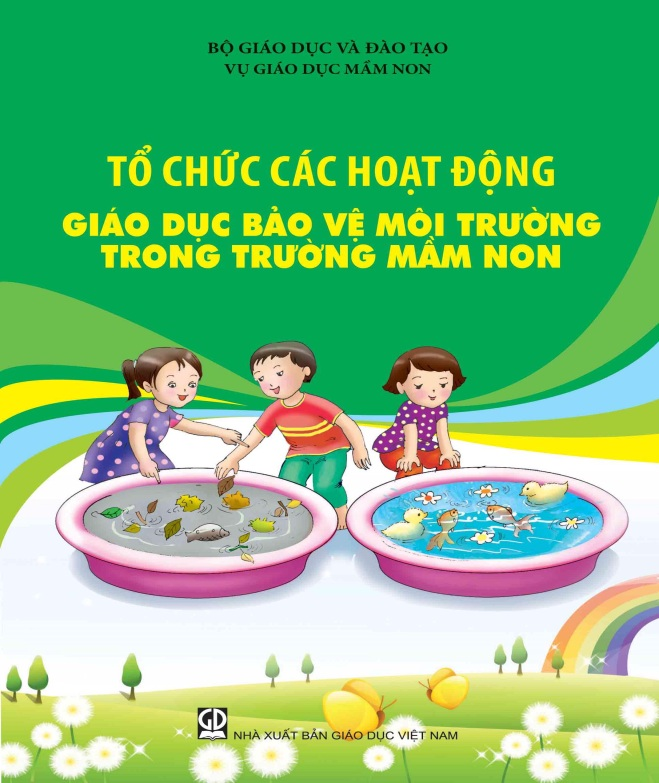 BỘ GIÁO DỤC VÀ ĐÀO TẠO
VỤ GIÁO DỤC MẦM NON
TỔ CHỨC CÁC HOẠT ĐỘNG
GIÁO DỤC BẢO VỆ MÔI TRƯỜNG
TRONG TRƯỜNG MẦM NON
GD
NHÀ XUẤT BẢN GIÁO DỤC VIỆT NAM